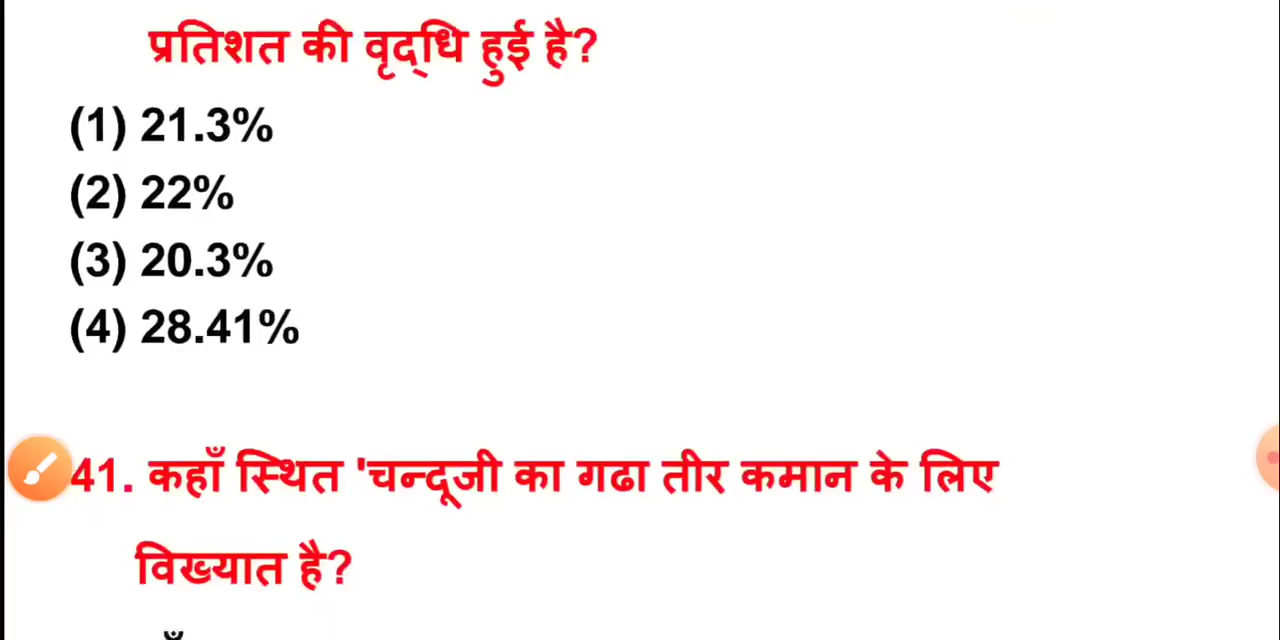 प्रतिशत की वृद्धि हुई है?
(1) 21.3%
(2) 22%
(3) 20.3%
(4) 28.41%
41. कहाँ स्थित 'चन्दूजी का गढा तीर कमान के लिए
विख्यात है?